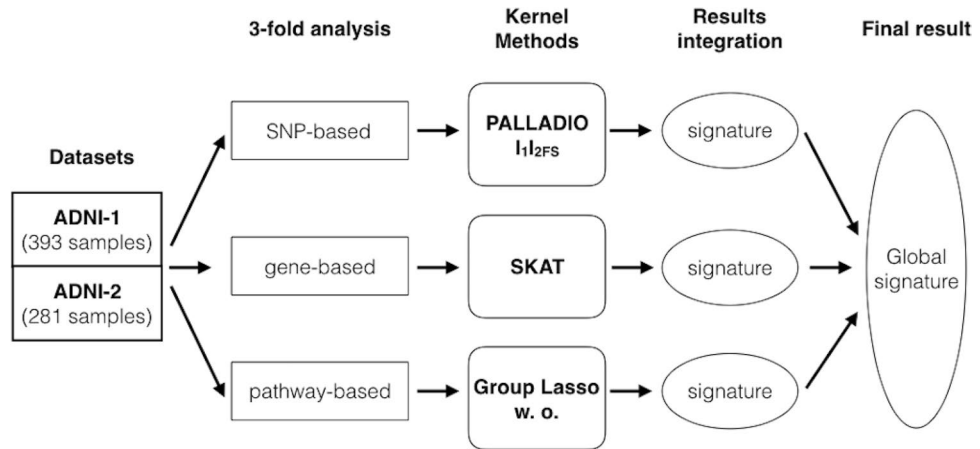 3-fold analysis
Kernel
Methods
Results
integration
Final result
Datasets
ADNI-1
(393 samples)
ADNI-2
(281 samples)
SNP-based
PALLADIO
l₁l₂FS
signature
gene-based
SKAT
signature
pathway-based
Group Lasso
w. o.
signature
Global
signature